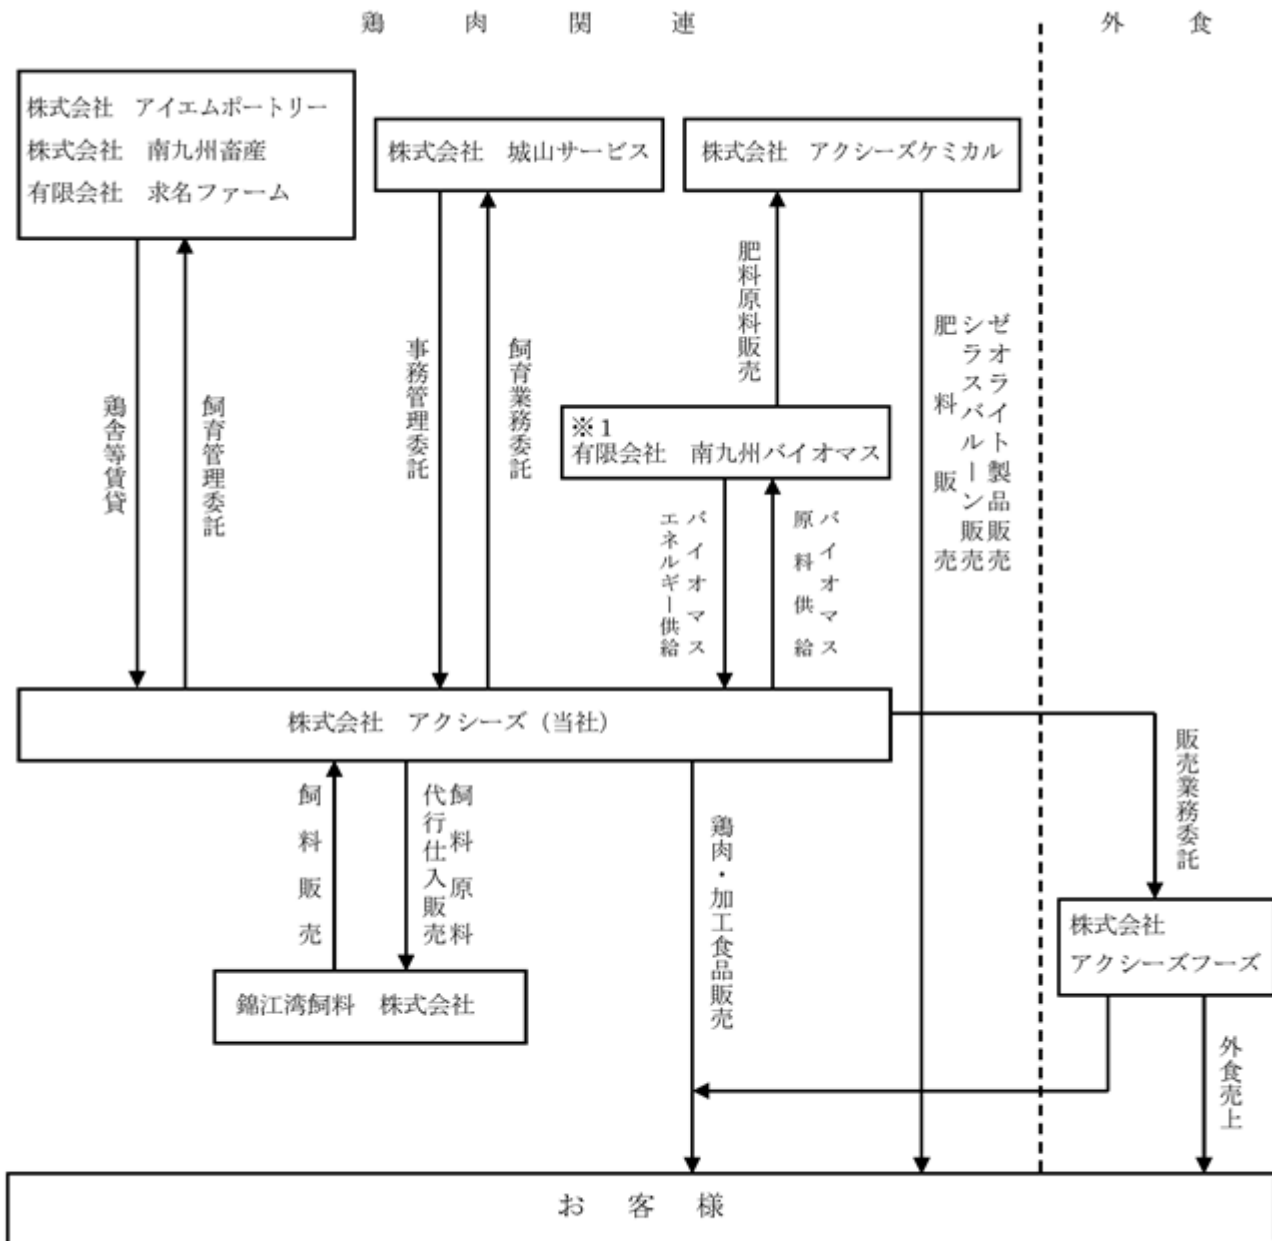 鶏肉関連
外食
株式会社　アイエムポートリー
株式会社　南九州畜産
有限会社　求名ファーム
株式会社　城山サービス
株式会社　アクシーズケミカル
鶏舎等賃貸
飼育管理委託
事務管理委託
飼育業務委託
肥料原料販売
※１
有限会社　南九州バイオマス
ゼオライト製品販売
シラスバルーン販売
肥料販売
バイオマス
エネルギー供給
バイオマス
原料供給
株式会社　アクシーズ（当社）
飼料販売
飼料原料
代行仕入販売
鶏肉・加工食品販売
販売業務委託
錦江湾飼料　株式会社
株式会社
アクシーズフーズ
外食売上
お客様